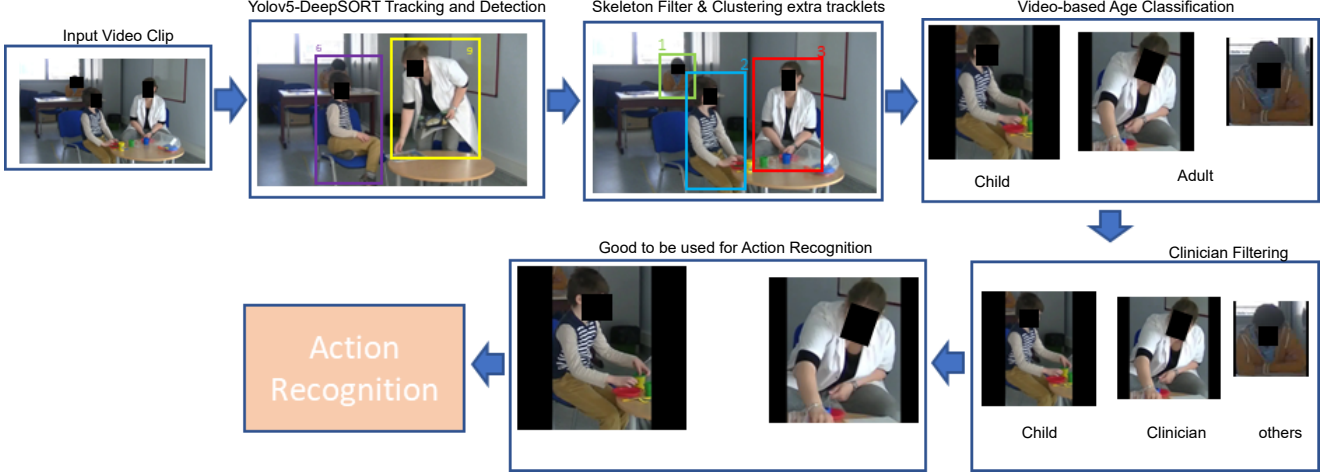 Input Video Clip
Yolov5-DeepSORT Tracking and Detection
6
9
Skeleton Filter & Clustering extra tracklets
1
2
3
Video-based Age Classification
Child
Adult
Clinician Filtering
Child
Clinician
others
Good to be used for Action Recognition
Action
Recognition